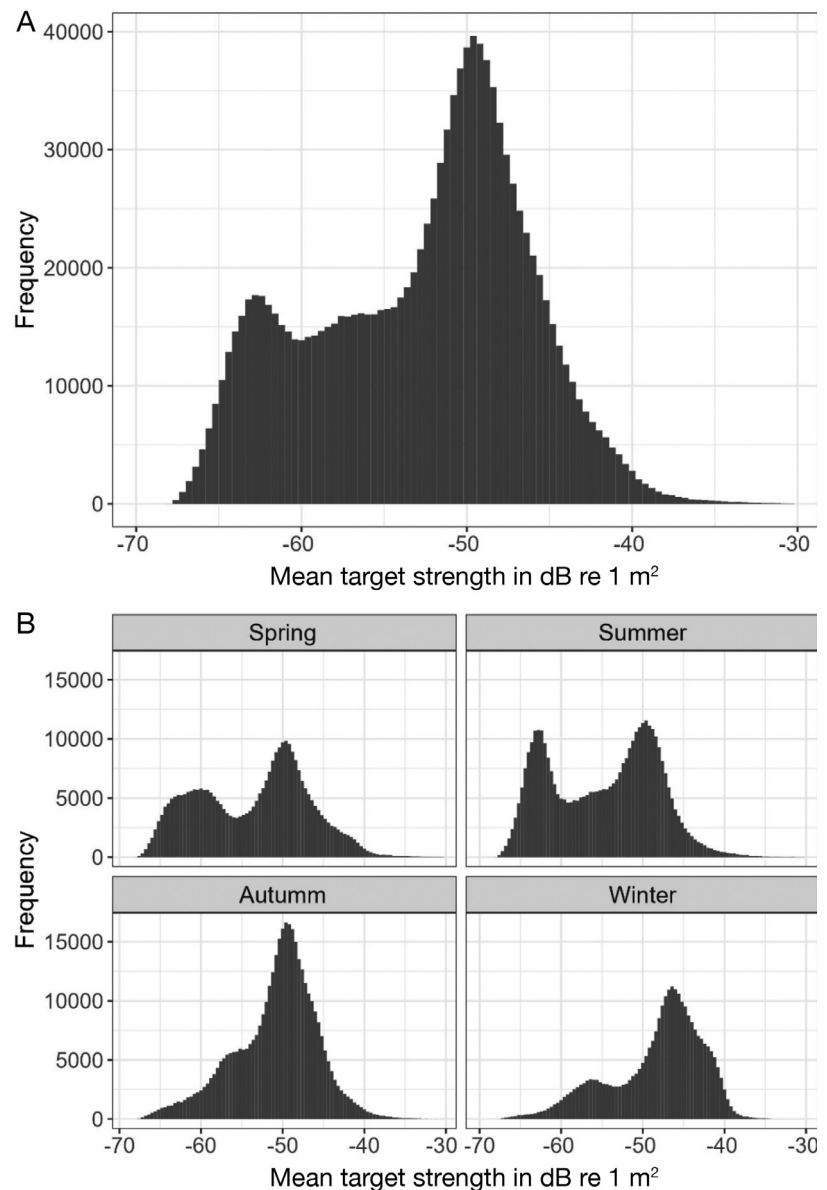 A
40000
30000
20000
10000
0
Frequency
-70 -60 -50 -40 -30
Mean target strength in dB re 1 m²
B
Spring Summer
15000
10000
5000
0
Autumm Winter
15000
10000
5000
0
Frequency
-70 -60 -50 -40 -30 -70 -60 -50 -40 -30
Mean target strength in dB re 1 m²